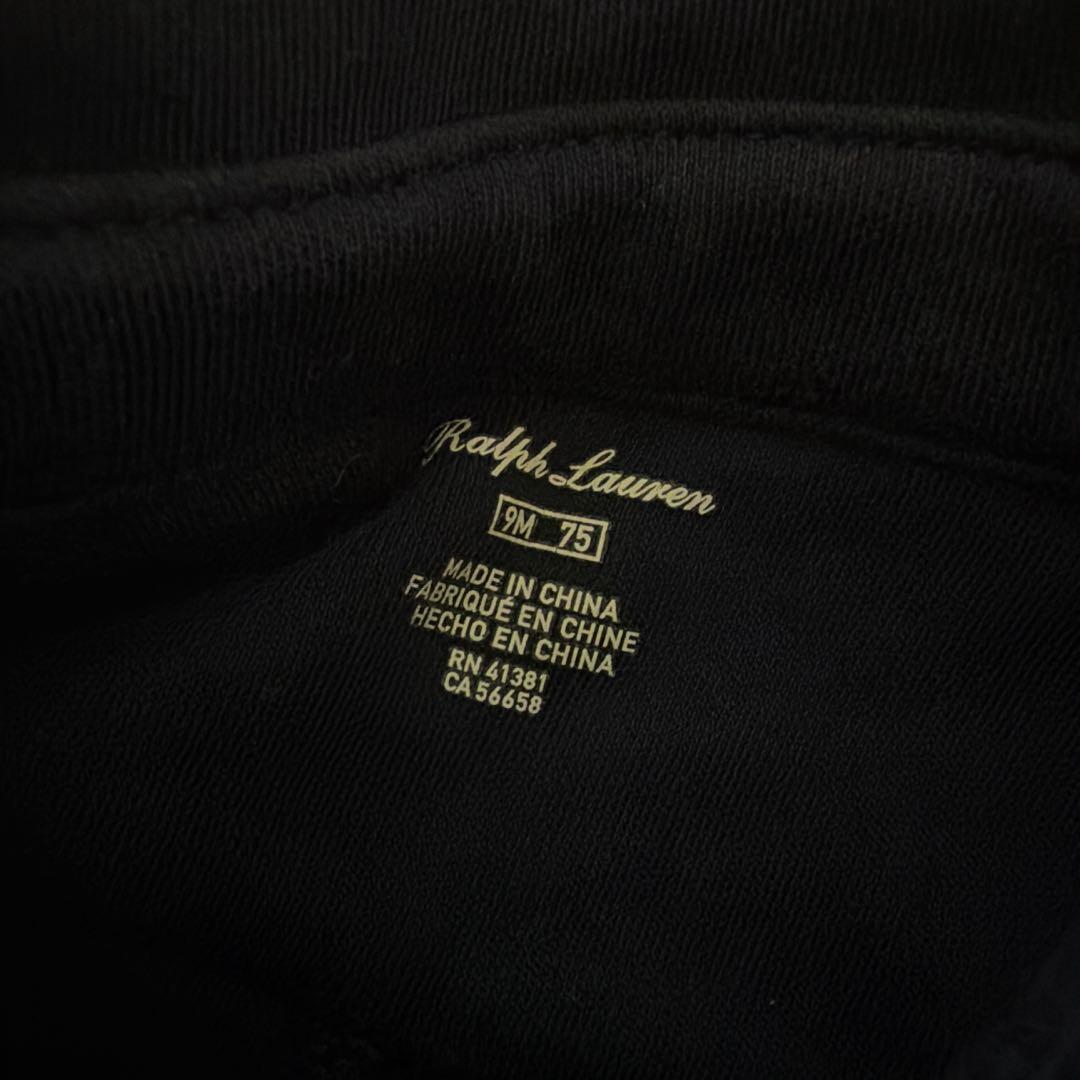 Ralph Lauren
9M 75
MADE IN CHINA
FABRIQUÉ EN CHINE
HECHO EN CHINA
RN 41381
CA 56658